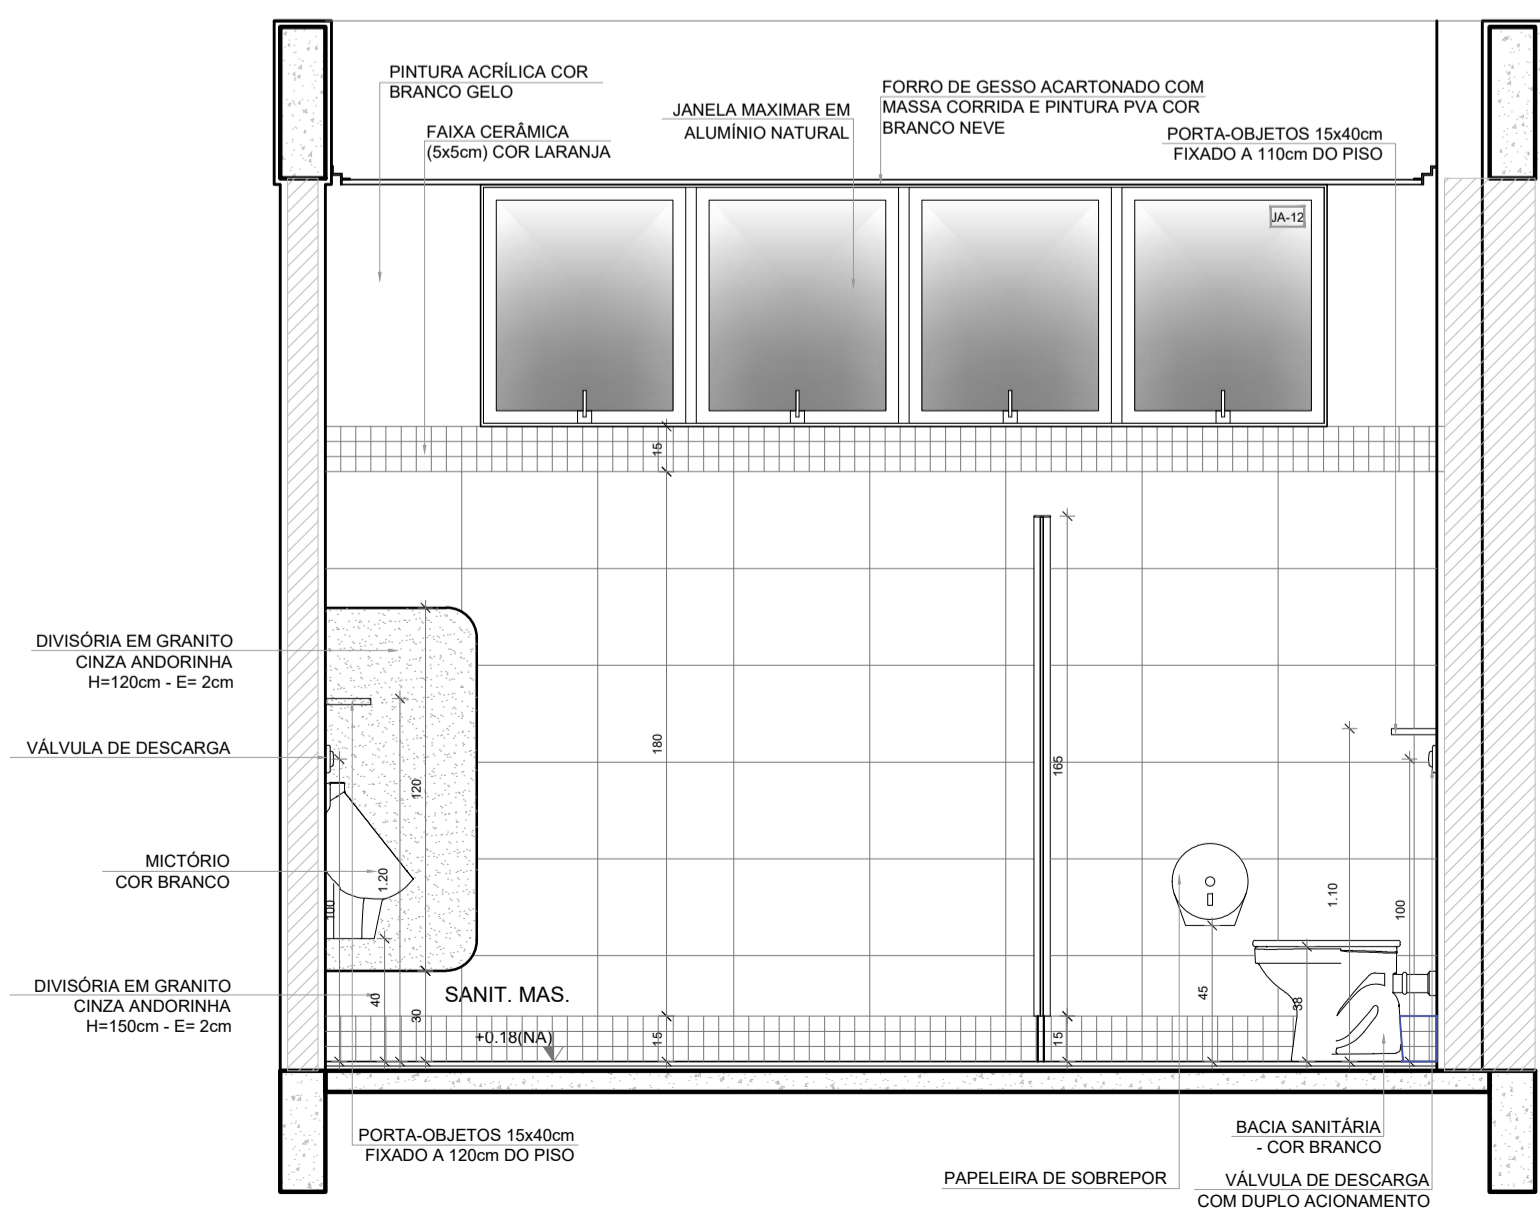 PINTURA ACRÍLICA COR
BRANCO GELO
FAIXA CERÂMICA
(5x5cm) COR LARANJA
JANELA MAXIMAR EM
ALUMÍNIO NATURAL
FORRO DE GESSO ACARTONADO COM
MASSA CORRIDA E PINTURA PVA COR
BRANCO NEVE
PORTA-OBJETOS 15x40cm
FIXADO A 110cm DO PISO
JA-12
15
DIVISÓRIA EM GRANITO
CINZA ANDORINHA
H=120cm - E= 2cm
VÁLVULA DE DESCARGA
180
165
120
MICTÓRIO
COR BRANCO
1.20
100
1.10
100
DIVISÓRIA EM GRANITO
CINZA ANDORINHA
H=150cm - E= 2cm
40
30
SANIT. MAS.
+0.18(NA)
15
15
45
38
PORTA-OBJETOS 15x40cm
FIXADO A 120cm DO PISO
BACIA SANITÁRIA
- COR BRANCO
PAPELEIRA DE SOBREPOR
VÁLVULA DE DESCARGA
COM DUPLO ACIONAMENTO